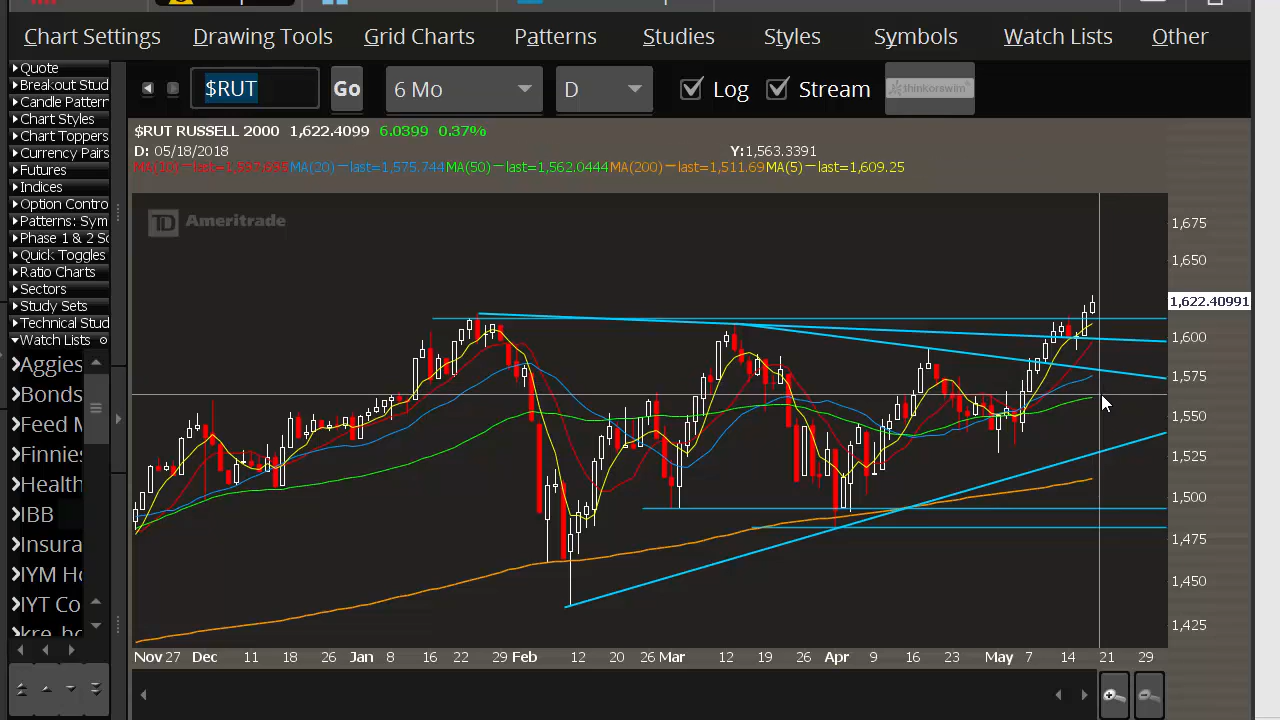 Chart Settings Drawing Tools Grid Charts Patterns Studies Styles Symbols Watch Lists Other
$RUT Go 6 Mo D Log Stream thinkorswim
Quote
Breakout Stud
Candle Pattern
Chart Styles
Chart Toppers
Currency Pairs
Futures
Indices
Option Contro
Patterns: Sym
Phase 1 & 2 So
Quick Toggles
Ratio Charts
Sectors
Study Sets
Technical Stud
Watch Lists
Aggies
Bonds
Feed M
Finnies
Health
IBB
Insura
IYM Ho
IYT Co
$RUT RUSSELL 2000 1,622.4099 6.0399 0.37%
D: 05/18/2018 Y:1,563.3391
MA(20) —last=1,575.744 MA(50) —last=1,562.0444 MA(200) —last=1,511.69 MA(5) —last=1,609.25
TD Ameritrade
1,675
1,650
1,622.40991
1,600
1,575
1,550
1,525
1,500
1,475
1,450
1,425
Nov 27 Dec 11 18 26 Jan 8 16 22 29 Feb 12 20 26 Mar 12 19 26 Apr 9 16 23 May 7 14 21 29